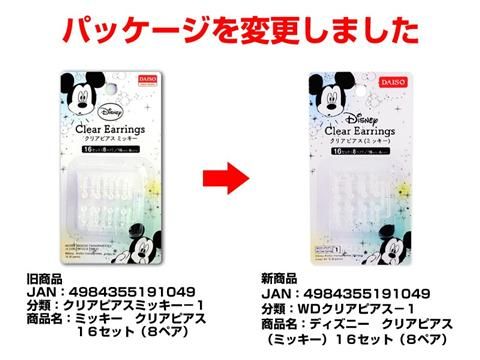 パッケージを変更しました
DAISO
Disney
Clear Earrings
クリアピアス ミッキー
16セット(8ペア)
DAISO
Disney
Clear Earrings
クリアピアス(ミッキー)
16セット(8ペア)
旧商品
JAN：4984355191049
分類：クリアピアスミッキー－１
商品名：ミッキー　クリアピアス
１６セット（８ペア）
新商品
JAN：4984355191049
分類：WDクリアピアス－１
商品名：ディズニー　クリアピアス
（ミッキー）１６セット（８ペア）